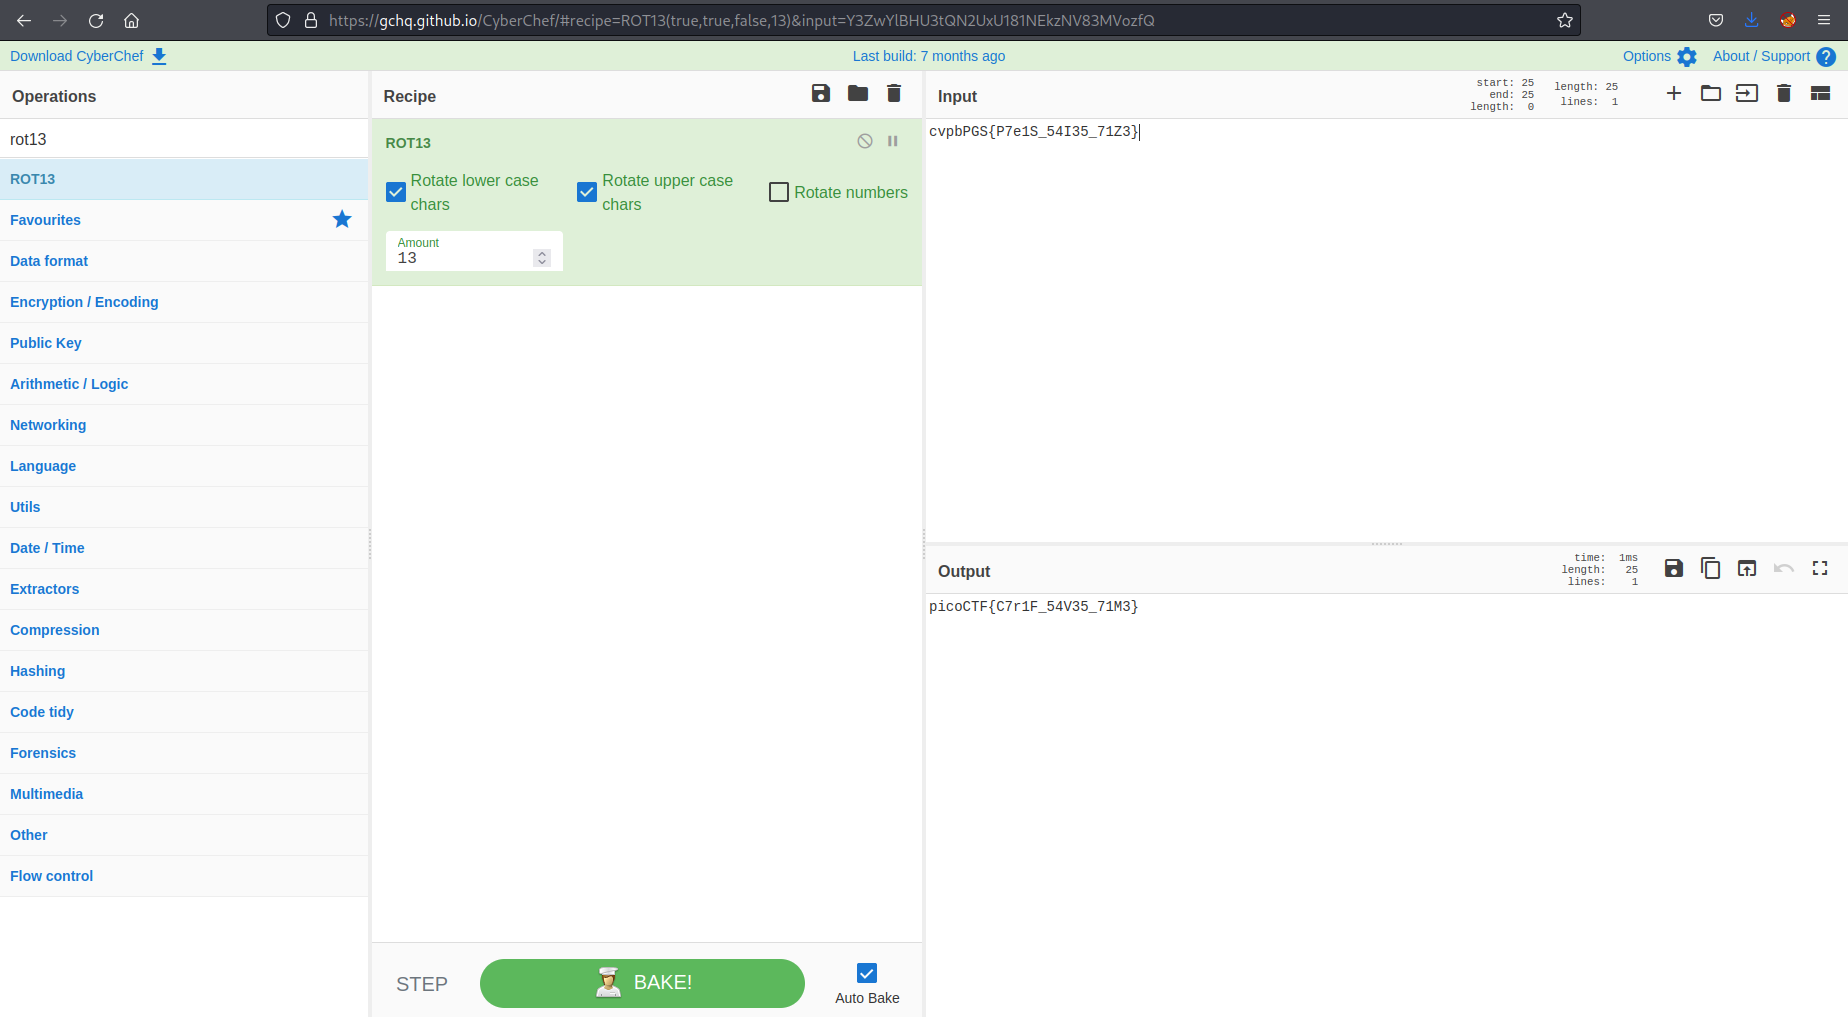 https://gchq.github.io/CyberChef/#recipe=ROT13(true,true,false,13)&input=Y3ZwYlBHU3tQN2UxU181NEkzNV83MVozfQ
Download CyberChef
Last build: 7 months ago
Options
About / Support
Operations
rot13
ROT13
Favourites
Data format
Encryption / Encoding
Public Key
Arithmetic / Logic
Networking
Language
Utils
Date / Time
Extractors
Compression
Hashing
Code tidy
Forensics
Multimedia
Other
Flow control
Recipe
ROT13
Rotate lower case
chars
Rotate upper case
chars
Rotate numbers
Amount
13
STEP
BAKE!
Auto Bake
Input
start: 25
end: 25
length: 0
length: 25
lines: 1
cvpbPGS{P7e1S_54I35_71Z3}
Output
time: 1ms
length: 25
lines: 1
picoCTF{C7r1F_54V35_71M3}